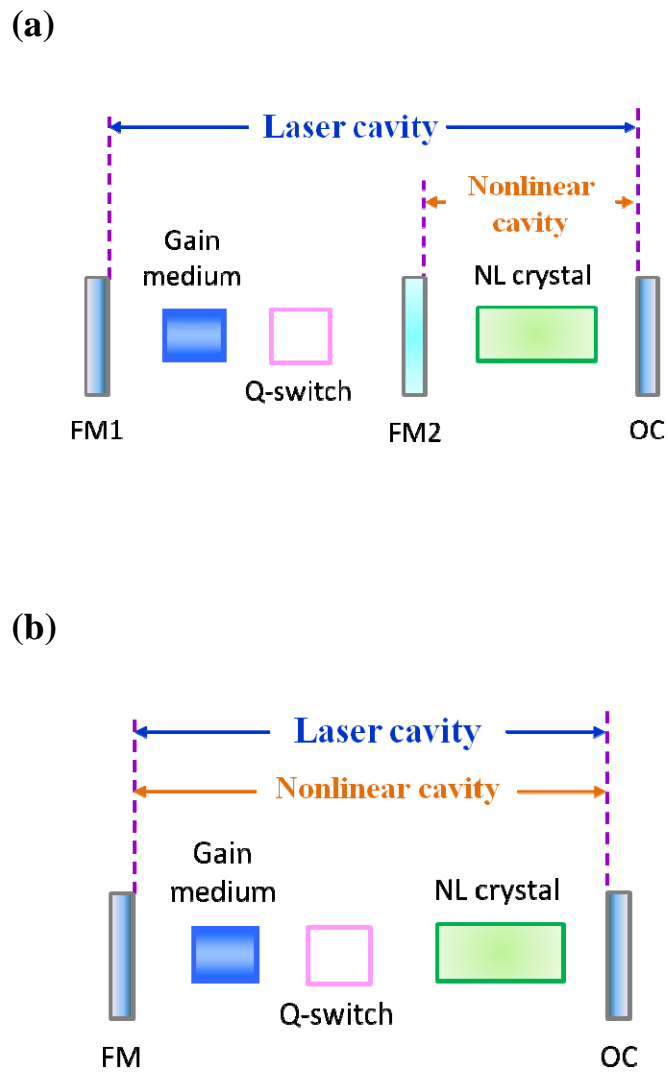 (a)
Laser cavity
Nonlinear
cavity
Gain
medium
NL crystal
Q-switch
FM1
FM2
OC
(b)
Laser cavity
Nonlinear cavity
Gain
medium
NL crystal
Q-switch
FM
OC